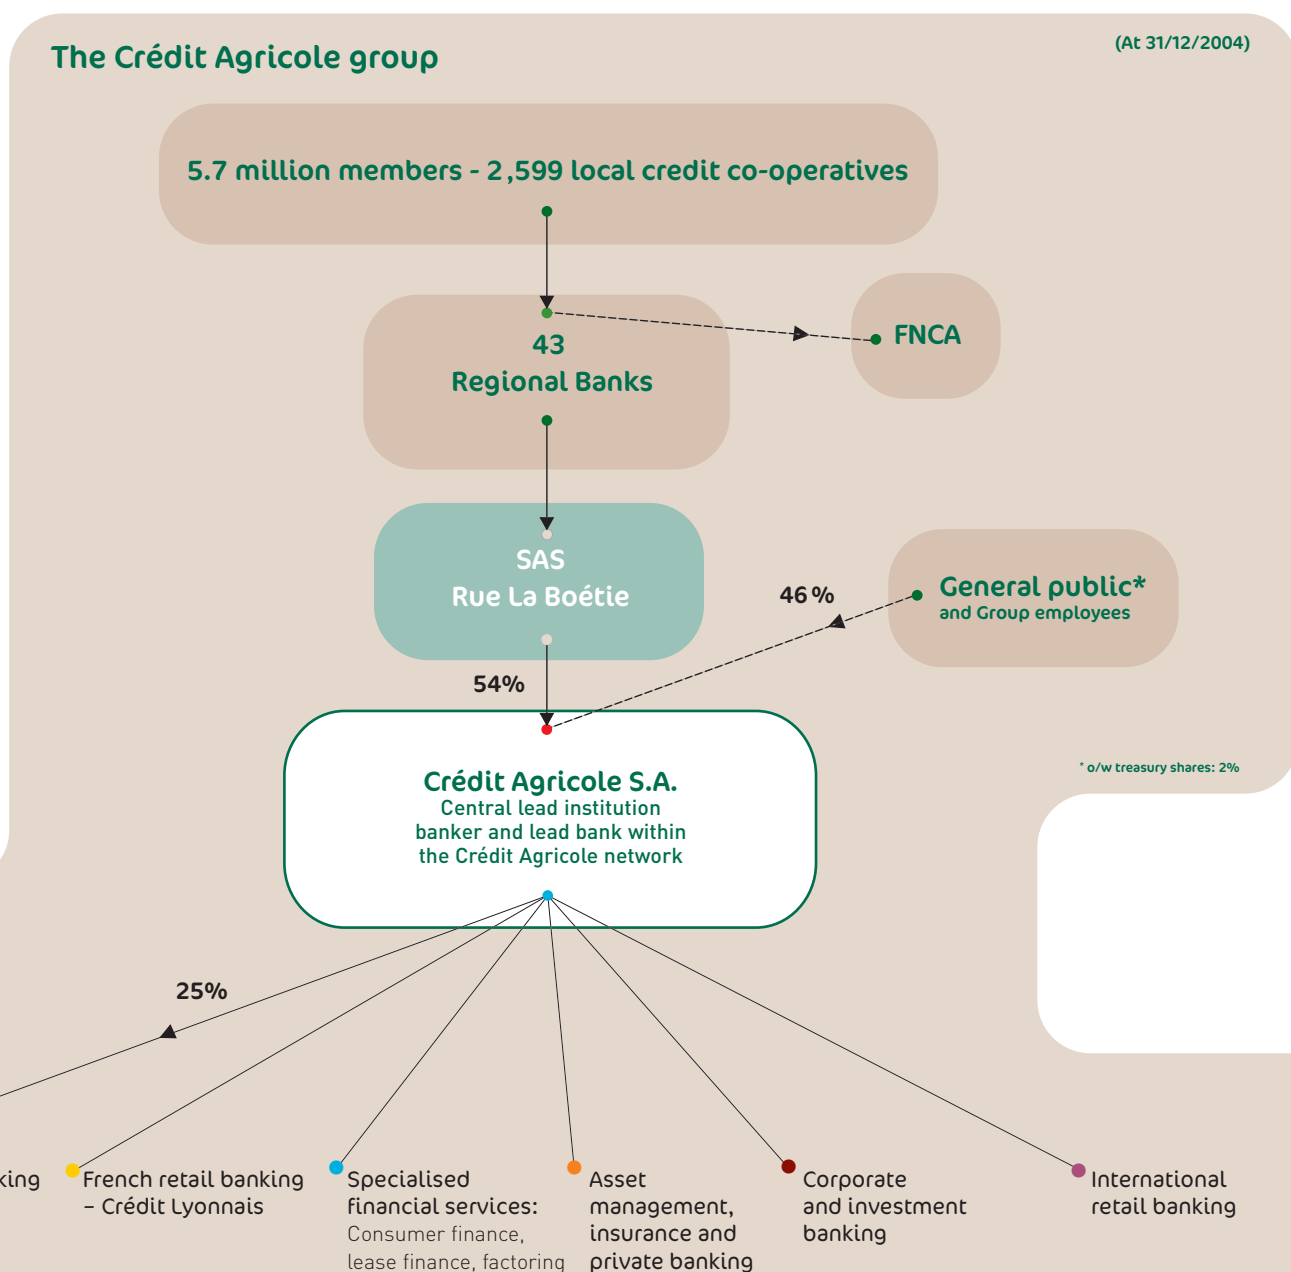 The Crédit Agricole group
(At 31/12/2004)
5.7 million members - 2,599 local credit co-operatives
43
Regional Banks
FNCA
SAS
Rue La Boétie
46 %
General public*
and Group employees
54%
Crédit Agricole S.A.
Central lead institution
banker and lead bank within
the Crédit Agricole network
* o/w treasury shares: 2%
25%
French retail banking
– Crédit Lyonnais
Specialised
financial services:
Consumer finance,
lease finance, factoring
Asset
management,
insurance and
private banking
Corporate
and investment
banking
International
retail banking